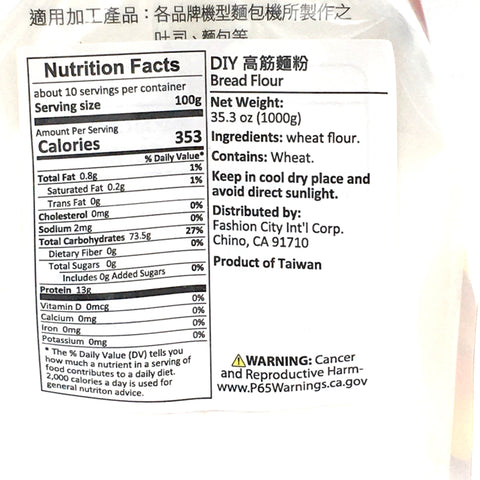 適用加工產品：各品牌機型麵包機所製作之
吐司、麵包等
Nutrition Facts
about 10 servings per container
Serving size 100g
Amount Per Serving
Calories 353
% Daily Value*
Total Fat 0.8g 1%
Saturated Fat 0.2g 1%
Trans Fat 0g
Cholesterol 0mg 0%
Sodium 2mg 0%
Total Carbohydrates 73.5g 27%
Dietary Fiber 0g 0%
Total Sugars 0g
Includes 0g Added Sugars 0%
Protein 13g
Vitamin D 0mcg 0%
Calcium 0mg 0%
Iron 0mg 0%
Potassium 0mg 0%
* The % Daily Value (DV) tells you
how much a nutrient in a serving of
food contributes to a daily diet.
2,000 calories a day is used for
general nutriton advice.
DIY 高筋麵粉
Bread Flour
Net Weight:
35.3 oz (1000g)
Ingredients: wheat flour.
Contains: Wheat.
Keep in cool dry place and
avoid direct sunlight.
Distributed by:
Fashion City Int'l Corp.
Chino, CA 91710
Product of Taiwan
WARNING: Cancer
and Reproductive Harm-
www.P65Warnings.ca.gov